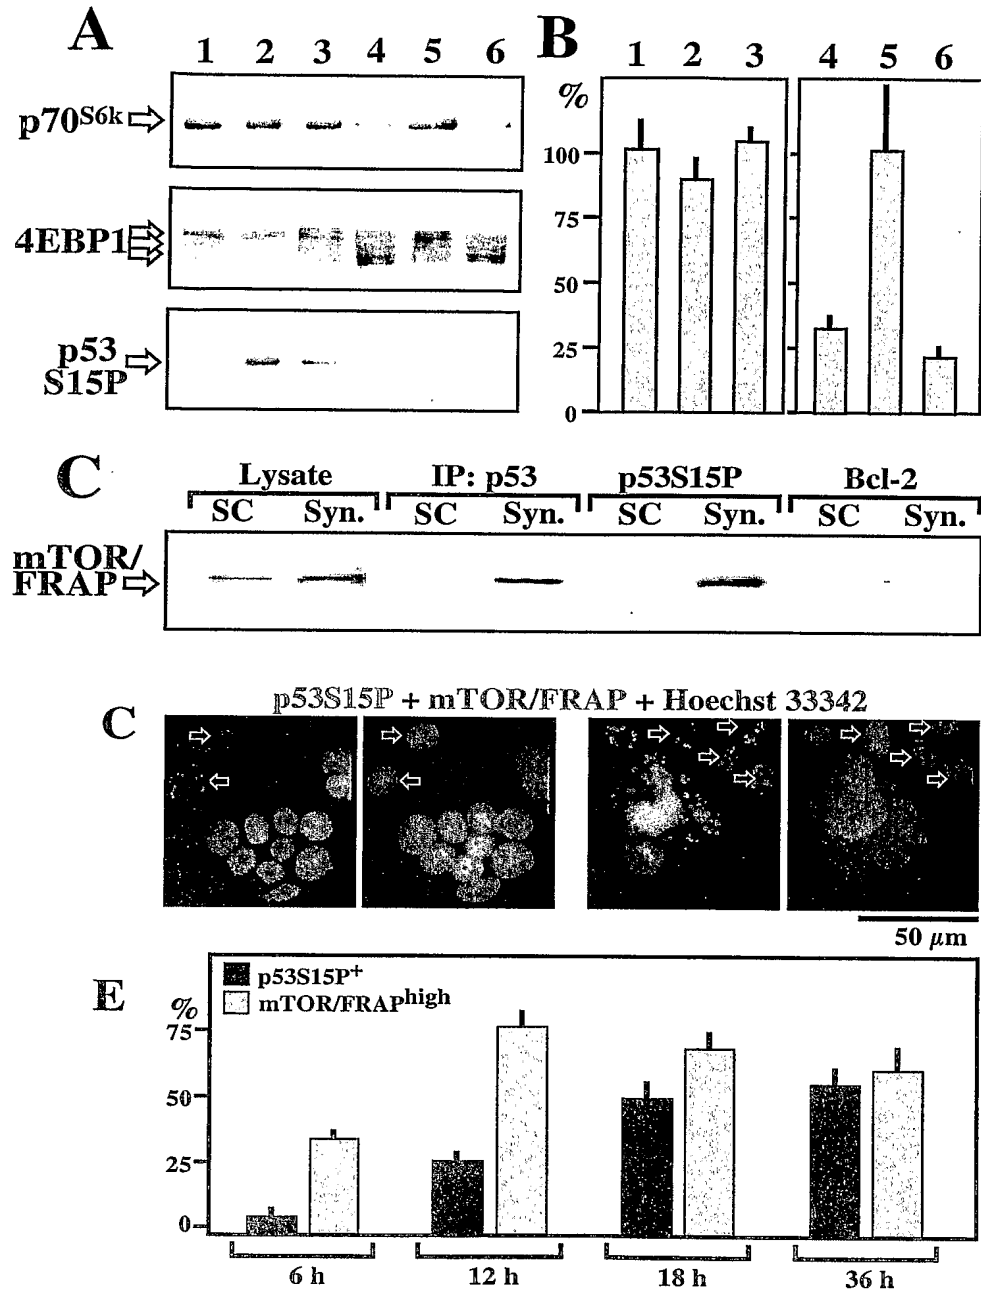 A
1 2 3 4 5 6
p70S6k
4EBP1
p53
S15P
B
1 2 3 4 5 6
%
100
75
50
25
0
C
Lysate IP: p53 p53S15P Bcl-2
SC Syn. SC Syn. SC Syn. SC Syn.
mTOR/
FRAP
C
p53S15P + mTOR/FRAP + Hoechst 33342
50 µm
E
p53S15P+
mTOR/FRAPhigh
%
75
50
25
0
6 h 12 h 18 h 36 h